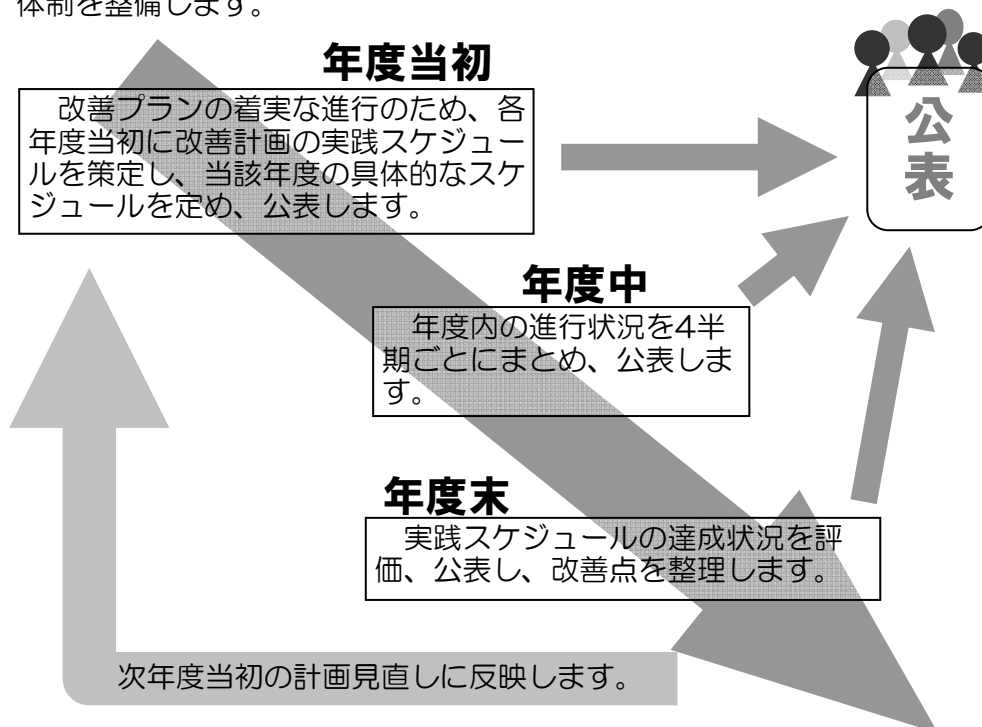 体制を整備します。
年度当初
改善プランの着実な進行のため、各
年度当初に改善計画の実践スケジュー
ルを策定し、当該年度の具体的なスケ
ジュールを定め、公表します。
公
表
年度中
年度内の進行状況を4半
期ごとにまとめ、公表しま
す。
年度末
実践スケジュールの達成状況を評
価、公表し、改善点を整理します。
次年度当初の計画見直しに反映します。